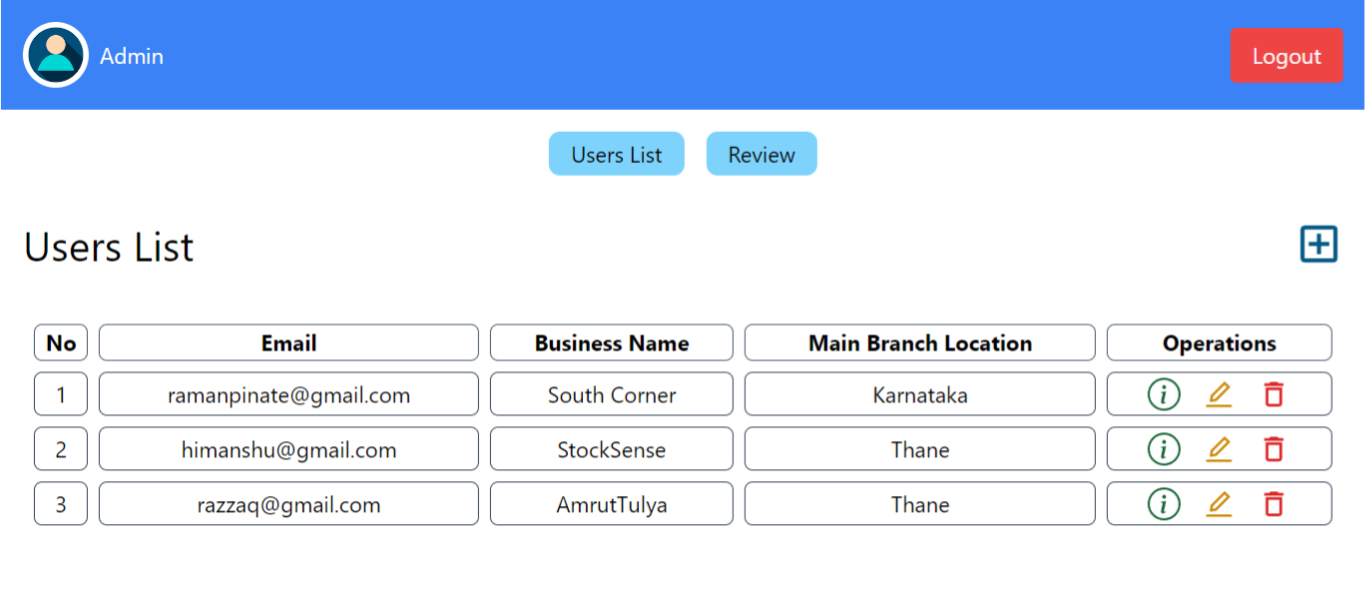 Admin Logout
Users List Review
Users List
No Email Business Name Main Branch Location Operations
1 ramanpinate@gmail.com South Corner Karnataka
2 himanshu@gmail.com StockSense Thane
3 razzaq@gmail.com AmrutTulya Thane